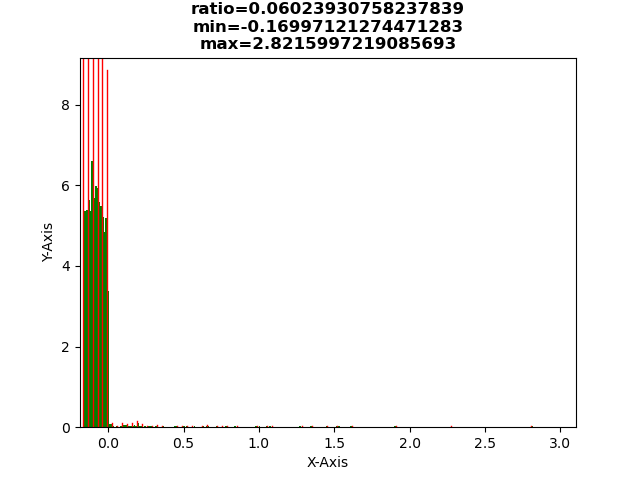 ratio=0.06023930758237839
min=-0.16997121274471283
max=2.8215997219085693
8
6
4
2
0
Y-Axis
0.0 0.5 1.0 1.5 2.0 2.5 3.0
X-Axis